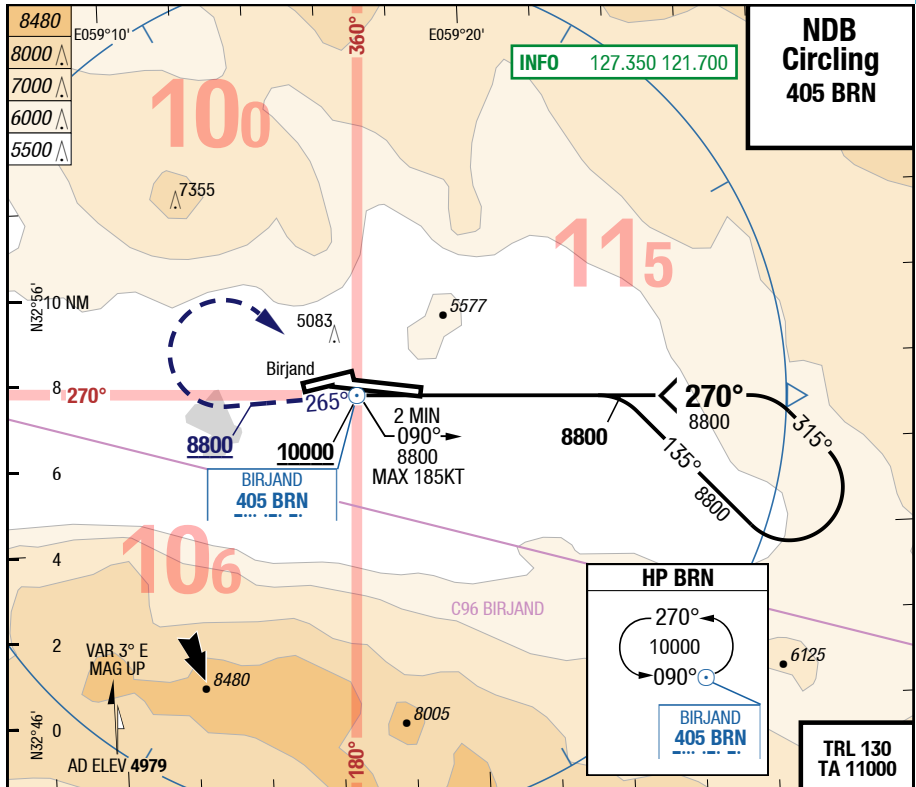 8480
8000
7000
6000
5500
E059°10'
360°
E059°20'
INFO 127.350 121.700
NDB
Circling
405 BRN
100
7355
115
N32°56'
10 NM
5083
5577
Birjand
8
270°
265°
8800
10000
2 MIN
090°
8800
MAX 185KT
8800
270°
8800
315°
135°
8800
6
BIRJAND
405 BRN
4
106
C96 BIRJAND
HP BRN
270°
10000
090°
BIRJAND
405 BRN
2
VAR 3° E
MAG UP
8480
8005
6125
N32°46'
0
AD ELEV 4979
180°
TRL 130
TA 11000